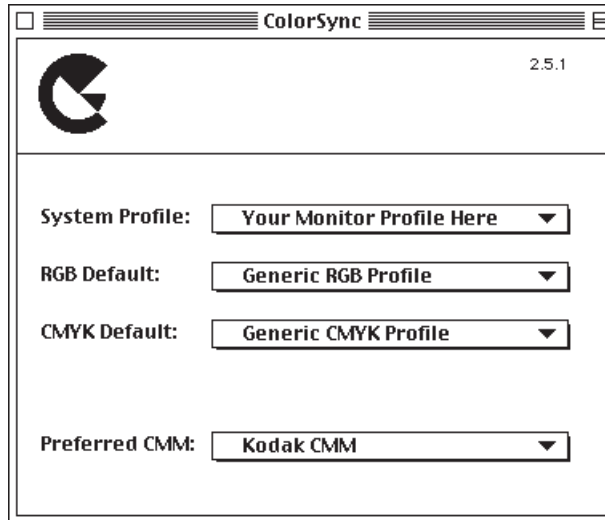 ColorSync
2.5.1
System Profile: Your Monitor Profile Here
RGB Default: Generic RGB Profile
CMYK Default: Generic CMYK Profile
Preferred CMM: Kodak CMM